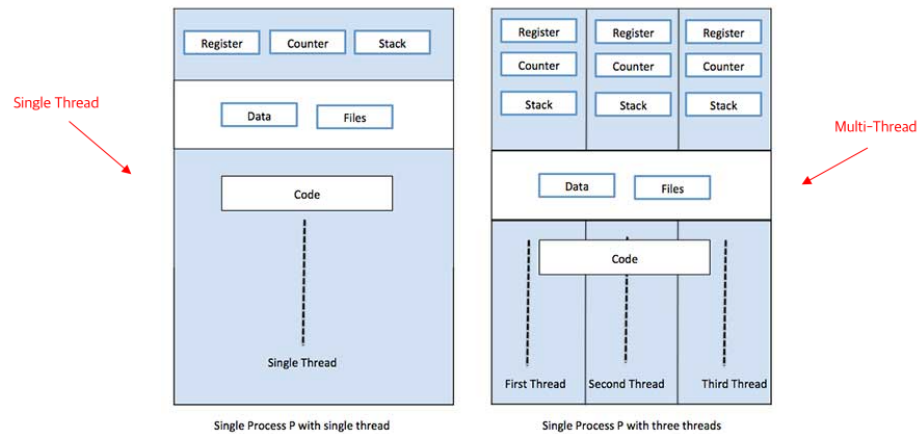 Single Thread
Register Counter Stack
Data Files
Code
Single Thread
Single Process P with single thread
Register Register Register
Counter Counter Counter
Stack Stack Stack
Data Files
Code
First Thread Second Thread Third Thread
Single Process P with three threads
Multi-Thread